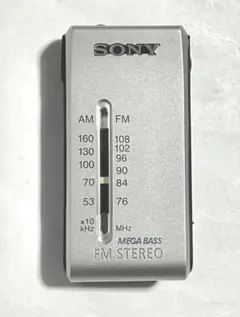 SONY
AM FM
160 108
130 102
100 96
90
70 84
53 76
×10 kHz MHz
MEGA BASS
FM STEREO